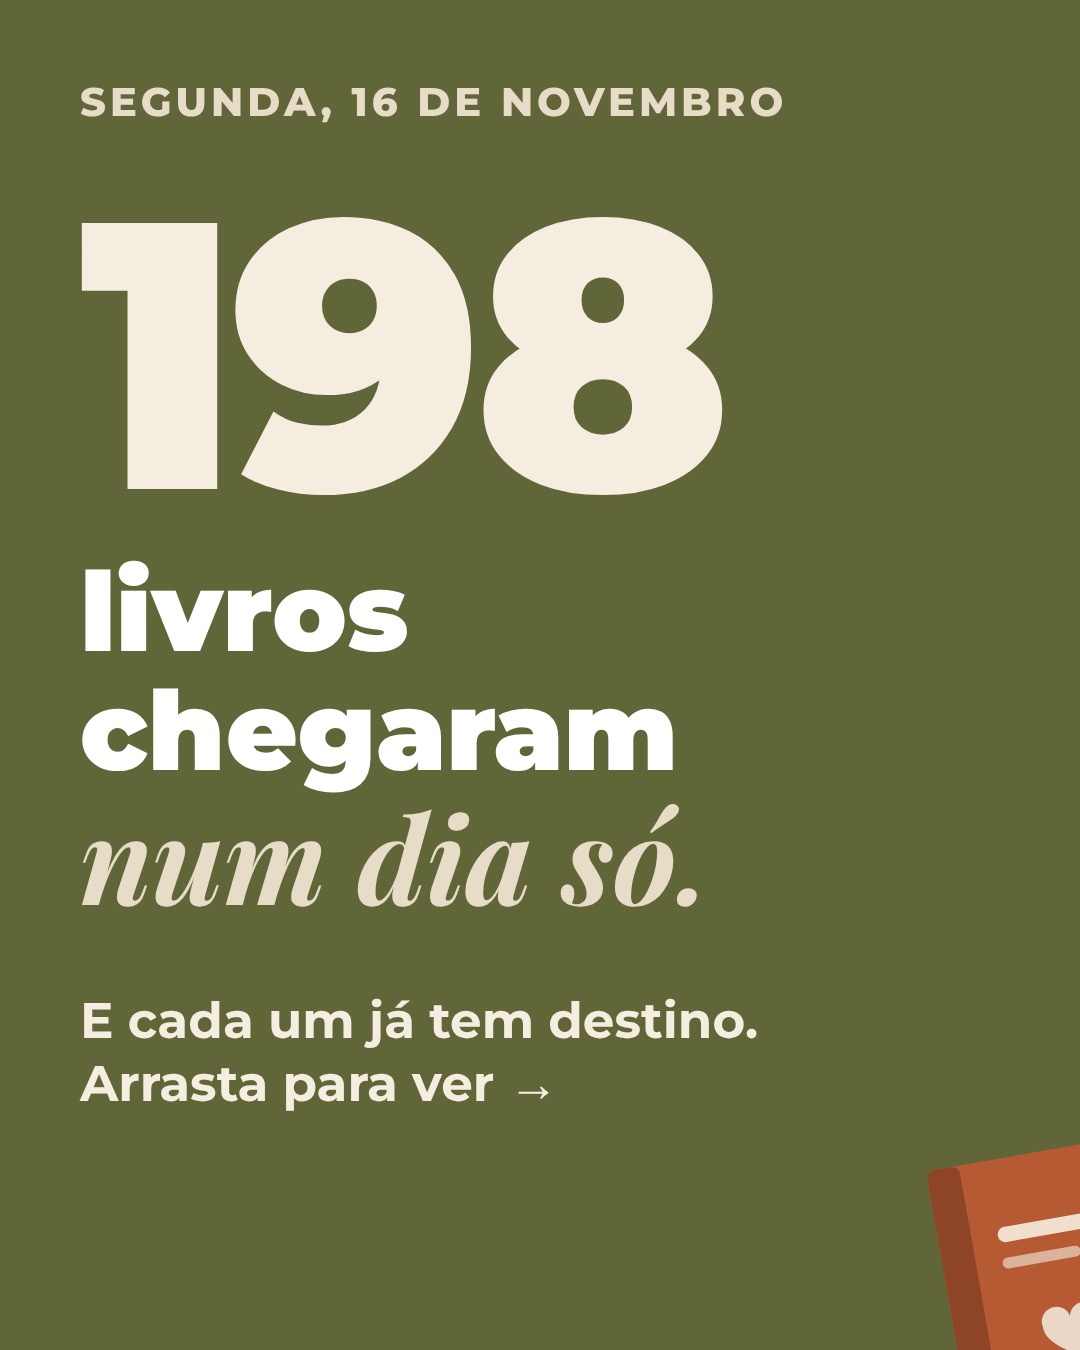 SEGUNDA, 16 DE NOVEMBRO
198
livros
chegaram
num dia só.
E cada um já tem destino.
Arrasta para ver →